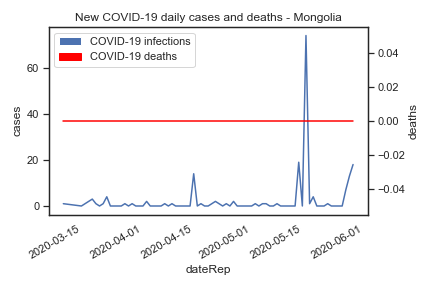 New COVID-19 daily cases and deaths - Mongolia
COVID-19 infections
COVID-19 deaths
cases
60
40
20
0
0.04
0.02
0.00
−0.02
−0.04
deaths
2020-03-15
2020-04-01
2020-04-15
2020-05-01
2020-05-15
2020-06-01
dateRep